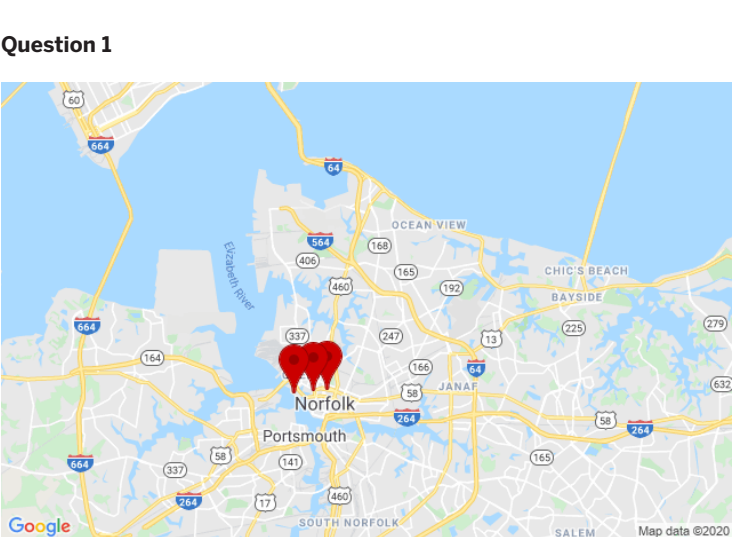 Question 1
60
664
64
OCEAN VIEW
564
168
Elizabeth River
406
165
CHIC'S BEACH
460
192
BAYSIDE
664
279
225
337
247
13
164
166
64
JANAF
632
58
Norfolk
264
58
264
Portsmouth
58
165
664
337
141
264
17
460
SOUTH NORFOLK
Google
SALEM
Map data ©2020